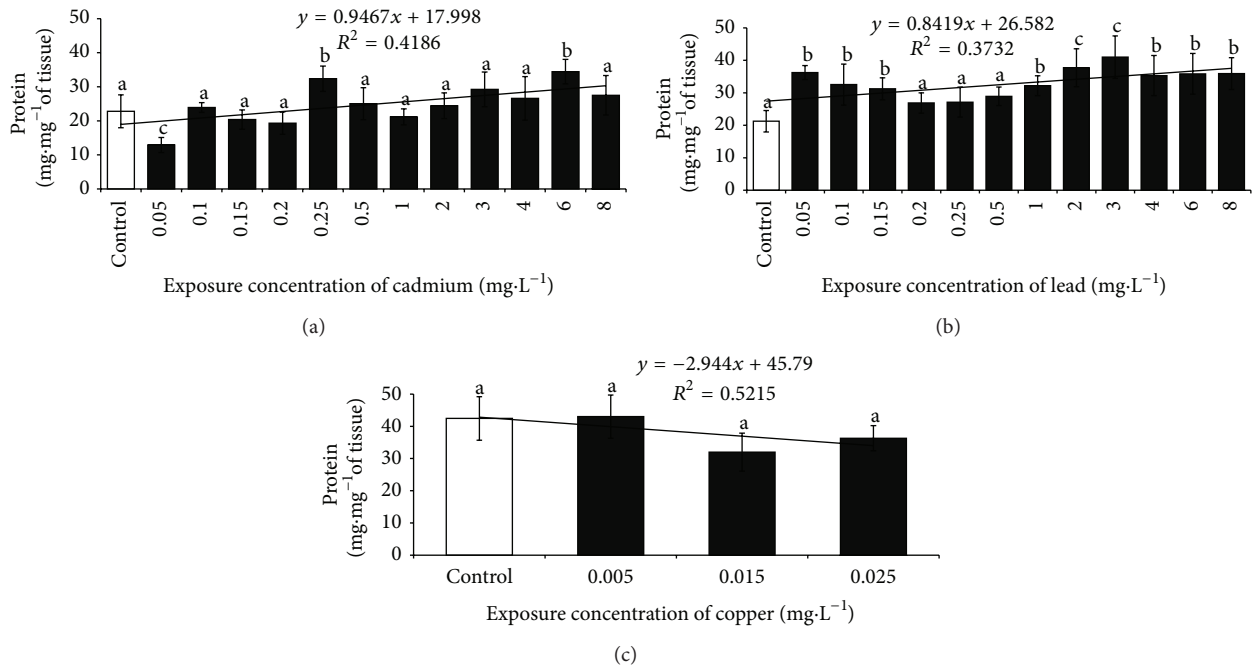 y = 0.9467x + 17.998
R² = 0.4186
Protein
(mg·mg⁻¹ of tissue)
50
40
30
20
10
0
a
c
a
a
a
b
a
a
a
a
a
b
a
Control
0.05
0.1
0.15
0.2
0.25
0.5
1
2
3
4
6
8
Exposure concentration of cadmium (mg·L⁻¹)
(a)
y = 0.8419x + 26.582
R² = 0.3732
Protein
(mg·mg⁻¹ of tissue)
50
40
30
20
10
0
a
b
b
b
a
a
a
b
c
c
b
b
b
Control
0.05
0.1
0.15
0.2
0.25
0.5
1
2
3
4
6
8
Exposure concentration of lead (mg·L⁻¹)
(b)
y = −2.944x + 45.79
R² = 0.5215
Protein
(mg·mg⁻¹ of tissue)
50
40
30
20
10
0
a
a
a
a
Control
0.005
0.015
0.025
Exposure concentration of copper (mg·L⁻¹)
(c)